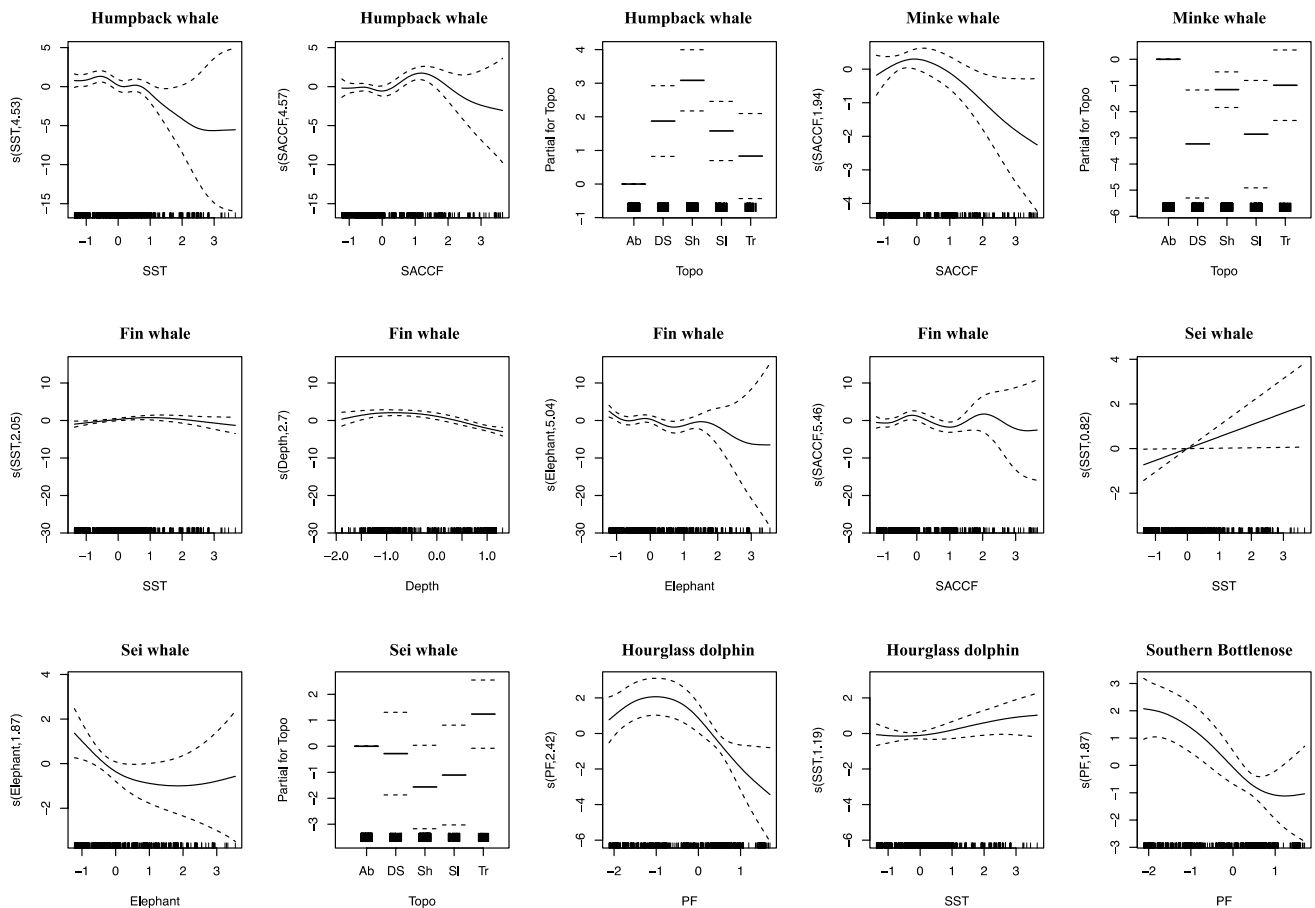 Humpback whale
s(SST,4.53)
5
0
−5
−10
−15
−1 0 1 2 3
SST
Humpback whale
s(SACCF,4.57)
5
0
−5
−10
−15
−1 0 1 2 3
SACCF
Humpback whale
Partial for Topo
4
3
2
1
0
−1
Ab DS Sh Sl Tr
Topo
Minke whale
s(SACCF,1.94)
0
−1
−2
−3
−4
−1 0 1 2 3
SACCF
Minke whale
Partial for Topo
0
−1
−2
−3
−4
−5
−6
Ab DS Sh Sl Tr
Topo
Fin whale
s(SST,2.05)
10
0
−10
−20
−30
−1 0 1 2 3
SST
Fin whale
s(Depth,2.7)
10
0
−10
−20
−30
−2.0 −1.0 0.0 1.0
Depth
Fin whale
s(Elephant,5.04)
10
0
−10
−20
−30
−1 0 1 2 3
Elephant
Fin whale
s(SACCF,5.46)
10
0
−10
−20
−30
−1 0 1 2 3
SACCF
Sei whale
s(SST,0.82)
4
2
0
−2
−1 0 1 2 3
SST
Sei whale
s(Elephant,1.87)
4
2
0
−2
−1 0 1 2 3
Elephant
Sei whale
Partial for Topo
2
1
0
−1
−2
−3
Ab DS Sh Sl Tr
Topo
Hourglass dolphin
s(PF,2.42)
2
0
−2
−4
−6
−2 −1 0 1
PF
Hourglass dolphin
s(SST,1.19)
2
0
−2
−4
−6
−1 0 1 2 3
SST
Southern Bottlenose
s(PF,1.87)
3
2
1
0
−1
−2
−3
−2 −1 0 1
PF